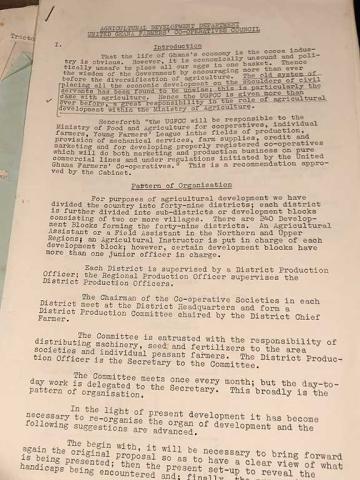 AGRICULTURAL DEVELOPMENT DEPARTMENT
UNITED GHANA FARMERS' CO-OPERATIVES COUNCIL
I.
Introduction
That the life of Ghana's economy is the cocoa indus-
try is obvious. However, it is economically unsound and poli-
tically unsafe to place all our eggs in one basket. Thence
the wisdom of the Government by encouraging more than ever
before the diversification of agriculture. The old system of
placing all the economic development on the shoulders of civil
servants has been found to be unwise; this is particularly the
case with agriculture. Since the UGFCC is given more than
ever before, a great responsibility in the role of agricultural
development within the Ministry of Agriculture.
Henceforth "the UGFCC will be responsible to the
Ministry of Food and Agriculture for co-operatives, individual
farmers, Young Farmers' League in the fields of production,
provision of mechanical services, farm supplies, credit and
marketing and for developing properly registered co-operatives
which will do both marketing and production business on pure
commercial lines and under regulations initiated by the United
Ghana Farmers' Co-operatives." This is a recommendation appro-
ved by the Cabinet.
Pattern of Organisation
For purposes of agricultural development we have
divided the country into forty-nine districts; each district
is further divided into sub-districts or development blocks
consisting of two or more villages. There are 240 Develop-
ment Blocks forming the forty-nine districts. An Agricultural
Assistant or a Field Assistant in the Northern and Upper
Regions; an Agricultural Instructor is put in charge of each
development block; however, certain development blocks have
more than one junior officer in charge.
Each District is supervised by a District Production
Officer; the Regional Production Officer supervises the
District Production Officers.
The Chairman of the Co-operative Societies in each
District meet at the District Headquarters and form a
District Production Committee chaired by the District Chief
Farmer.
The Committee is entrusted with the responsibility of
distributing machinery, seed and fertilizers to the area
societies and individual peasant farmers. The District Produc-
tion Officer is the Secretary to the Committee.
The Committee meets once every month; but the day-to-
day work is delegated to the Secretary. This broadly is the
pattern of organisation.
In the light of present development it has become
necessary to re-organise the organ of development and the
following suggestions are advanced.
The begin with, it will be necessary to bring forward
again the original proposal so as to have a clear view of what
is being presented; then the present set-up to reveal the
handicaps being encountered and; finally, the